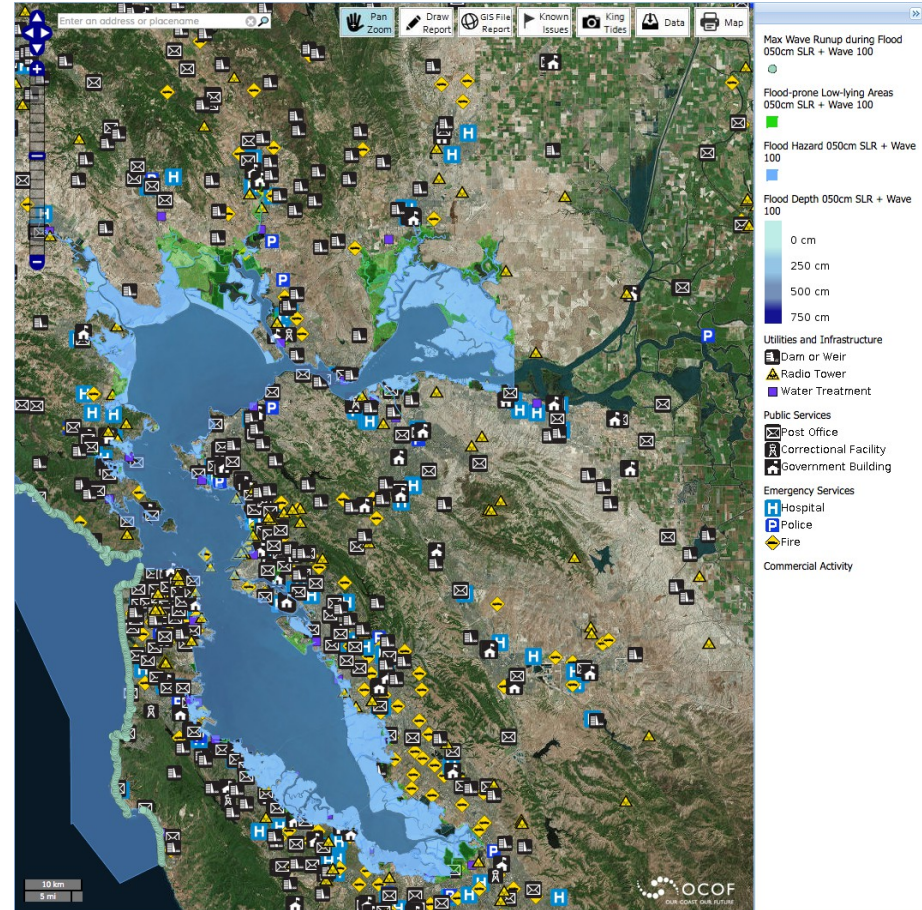 Enter an address or placename
Pan
Zoom
Draw
Report
GIS File
Report
Known
Issues
King
Tides
Data
Map
Max Wave Runup during Flood
050cm SLR + Wave 100
Flood-prone Low-lying Areas
050cm SLR + Wave 100
Flood Hazard 050cm SLR + Wave
100
Flood Depth 050cm SLR + Wave
100
0 cm
250 cm
500 cm
750 cm
Utilities and Infrastructure
Dam or Weir
Radio Tower
Water Treatment
Public Services
Post Office
Correctional Facility
Government Building
Emergency Services
H Hospital
P Police
Fire
Commercial Activity
10 km
5 mi
OCOF
OUR COAST OUR FUTURE